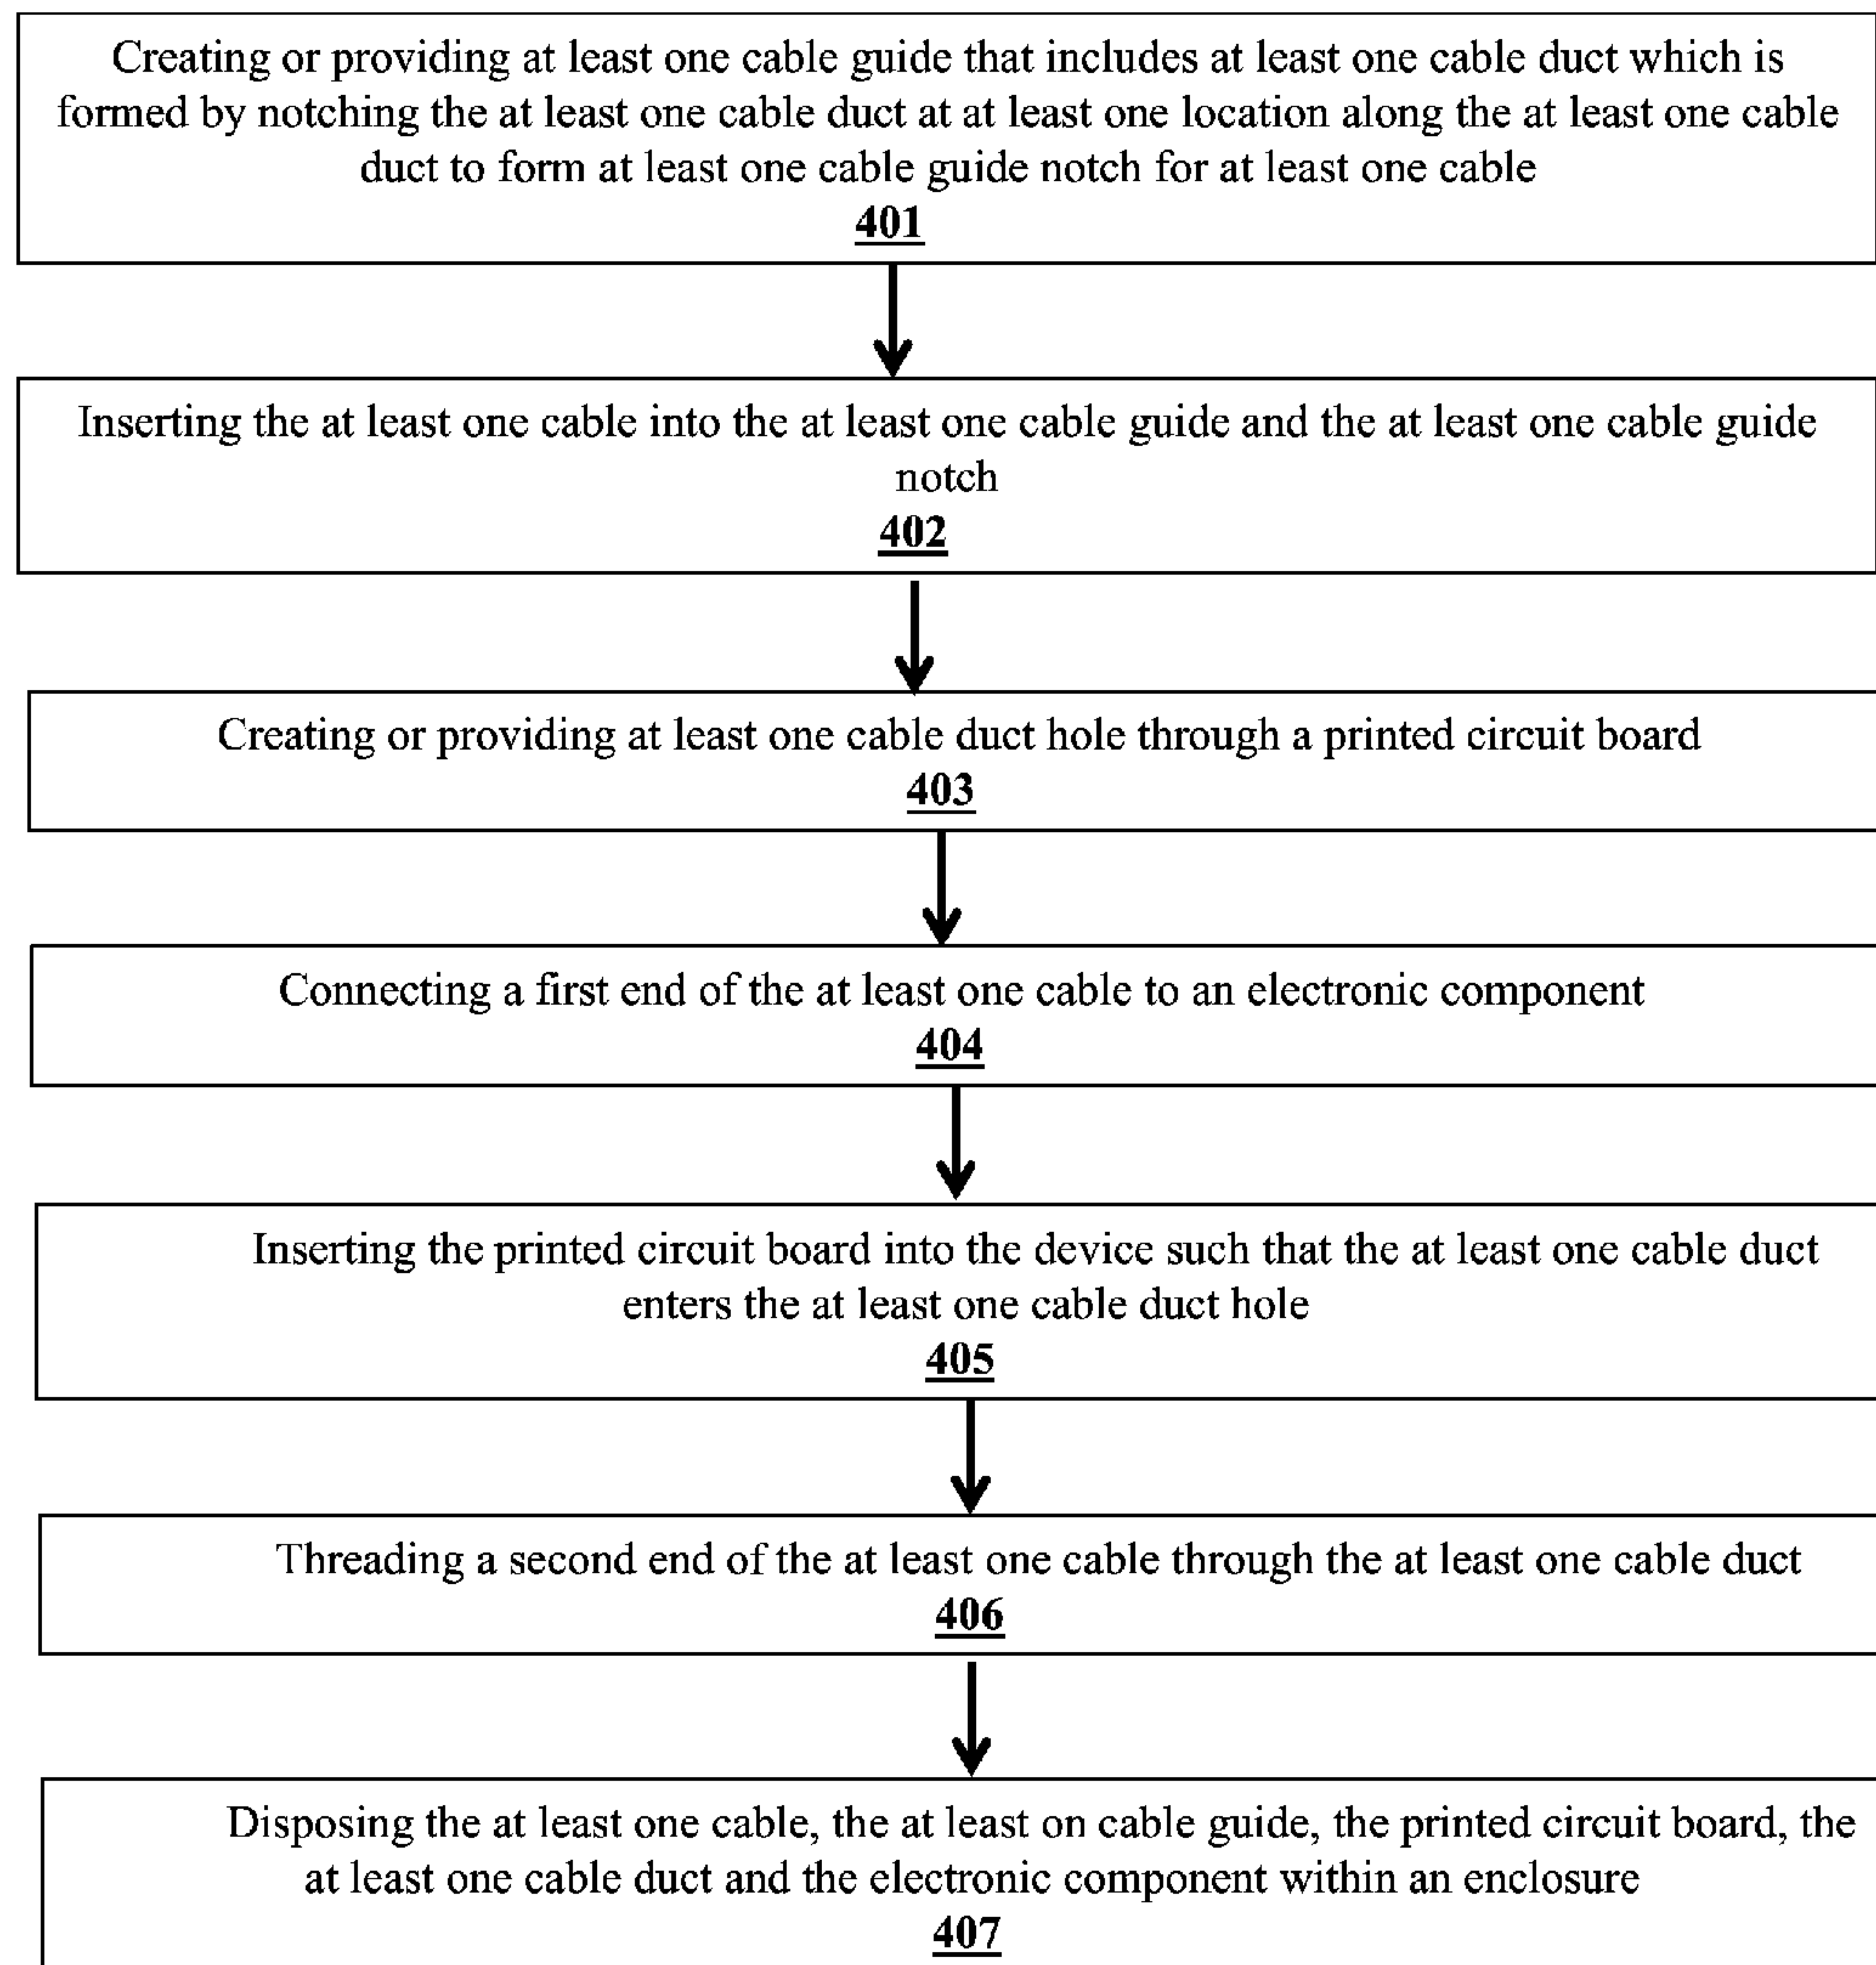 Creating or providing at least one cable guide that includes at least one cable duct which is
formed by notching the at least one cable duct at at least one location along the at least one cable
duct to form at least one cable guide notch for at least one cable
401
Inserting the at least one cable into the at least one cable guide and the at least one cable guide
notch
402
Creating or providing at least one cable duct hole through a printed circuit board
403
Connecting a first end of the at least one cable to an electronic component
404
Inserting the printed circuit board into the device such that the at least one cable duct
enters the at least one cable duct hole
405
Threading a second end of the at least one cable through the at least one cable duct
406
Disposing the at least one cable, the at least on cable guide, the printed circuit board, the
at least one cable duct and the electronic component within an enclosure
407